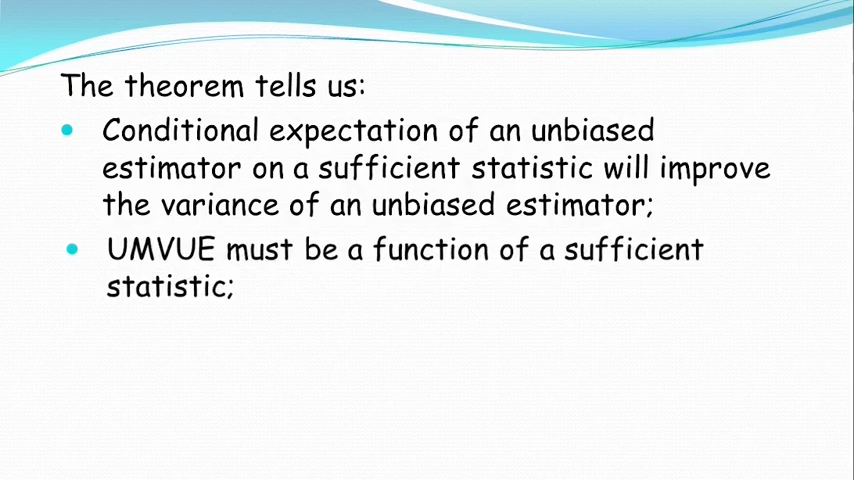 The theorem tells us:
• Conditional expectation of an unbiased
estimator on a sufficient statistic will improve
the variance of an unbiased estimator;
• UMVUE must be a function of a sufficient
statistic;